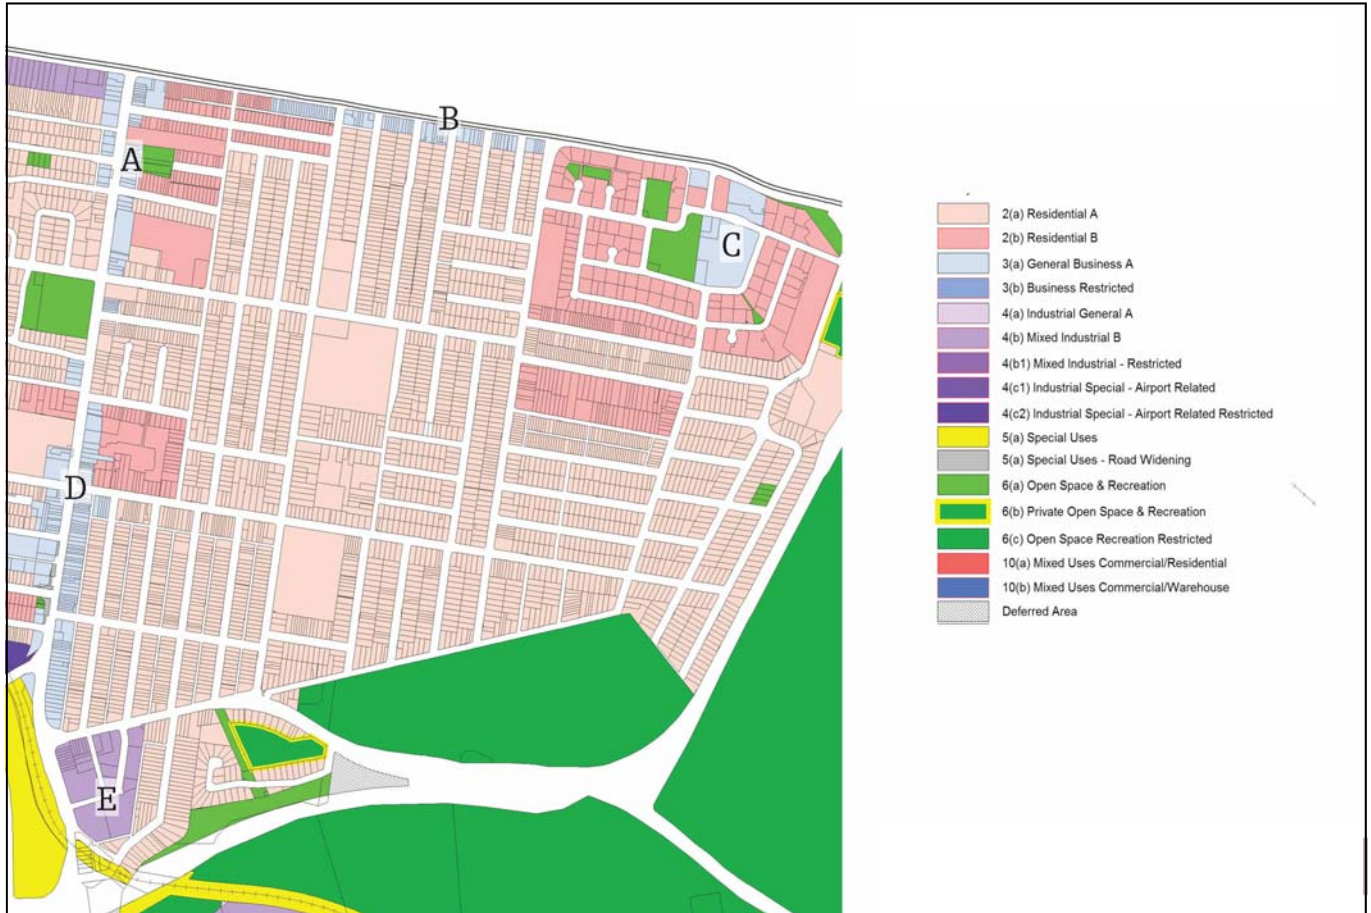 B
A
C
D
E
2(a) Residential A
2(b) Residential B
3(a) General Business A
3(b) Business Restricted
4(a) Industrial General A
4(b) Mixed Industrial B
4(b1) Mixed Industrial - Restricted
4(c1) Industrial Special - Airport Related
4(c2) Industrial Special - Airport Related Restricted
5(a) Special Uses
5(a) Special Uses - Road Widening
6(a) Open Space & Recreation
6(b) Private Open Space & Recreation
6(c) Open Space Recreation Restricted
10(a) Mixed Uses Commercial/Residential
10(b) Mixed Uses Commercial/Warehouse
Deferred Area